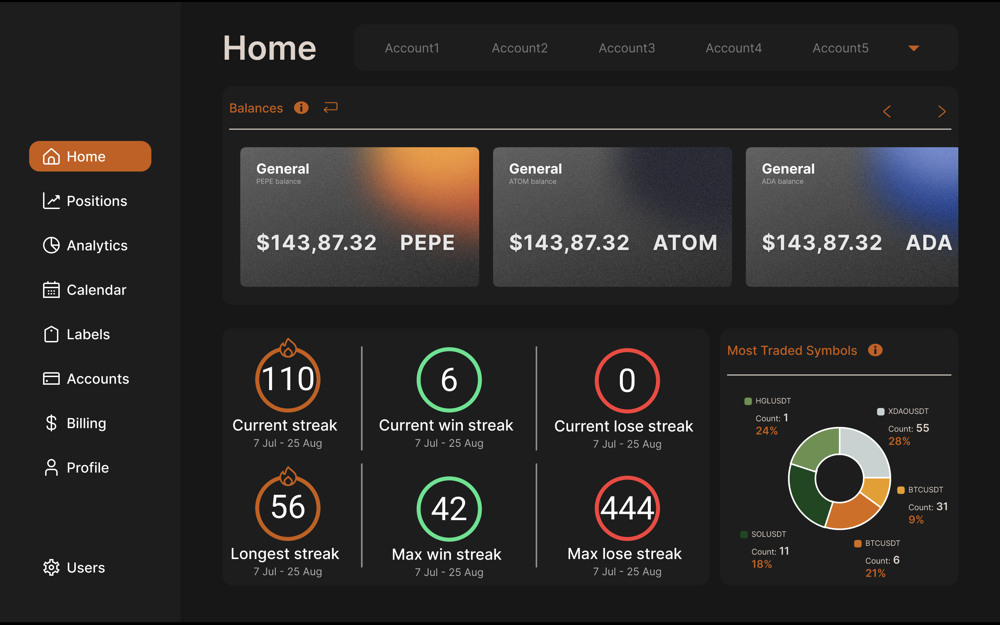 Home
Positions
Analytics
Calendar
Labels
Accounts
Billing
Profile
Users
Home
Account1
Account2
Account3
Account4
Account5
Balances
General
PEPE balance
$143,87.32 PEPE
General
ATOM balance
$143,87.32 ATOM
General
ADA balance
$143,87.32 ADA
110
Current streak
7 Jul - 25 Aug
6
Current win streak
7 Jul - 25 Aug
0
Current lose streak
7 Jul - 25 Aug
56
Longest streak
7 Jul - 25 Aug
42
Max win streak
7 Jul - 25 Aug
444
Max lose streak
7 Jul - 25 Aug
Most Traded Symbols
HGLUSDT
Count: 1
24%
XDAOUSDT
Count: 55
28%
BTCUSDT
Count: 31
9%
SOLUSDT
Count: 11
18%
BTCUSDT
Count: 6
21%